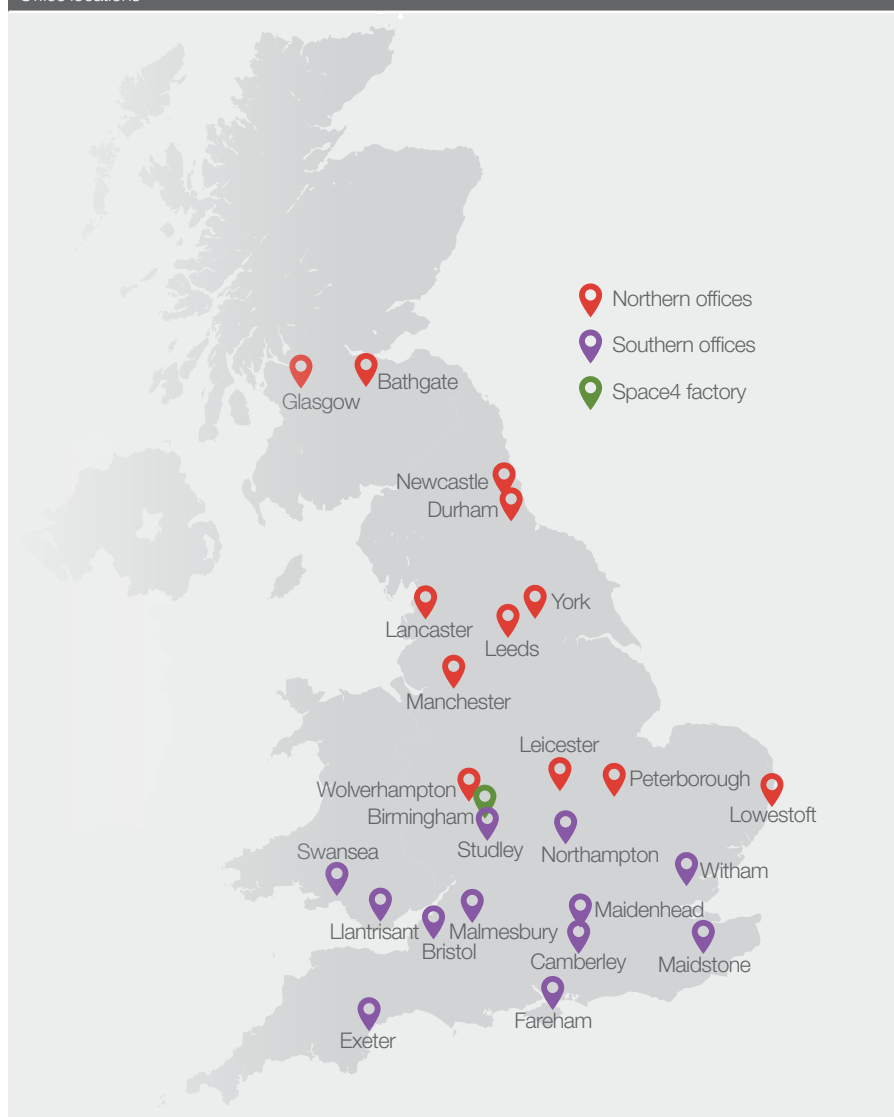 Northern offices
Southern offices
Space4 factory
Bathgate
Glasgow
Newcastle
Durham
York
Lancaster
Leeds
Manchester
Leicester
Peterborough
Wolverhampton
Lowestoft
Birmingham
Studley
Northampton
Swansea
Witham
Maidenhead
Llantrisant
Malmesbury
Bristol
Camberley
Maidstone
Fareham
Exeter